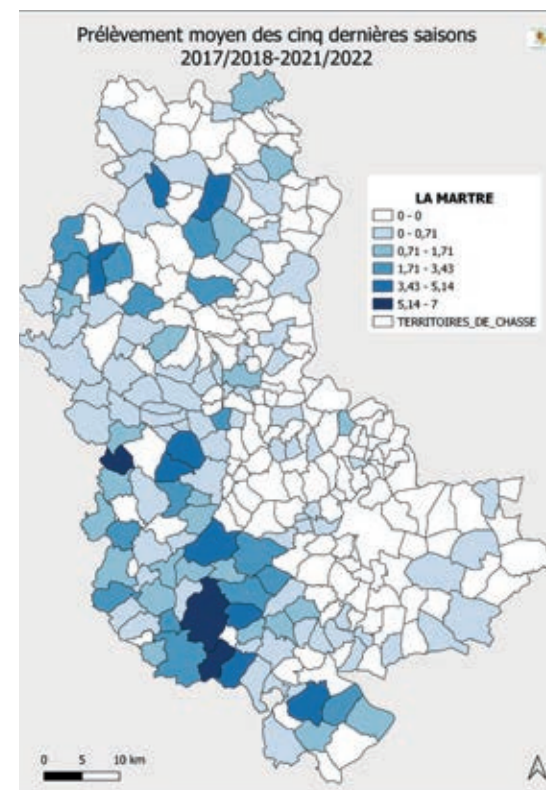 Prélèvement moyen des cinq dernières saisons
2017/2018-2021/2022
LA MARTRE
0 - 0
0 - 0,71
0,71 - 1,71
1,71 - 3,43
3,43 - 5,14
5,14 - 7
TERRITOIRES_DE_CHASSE
0 5 10 km